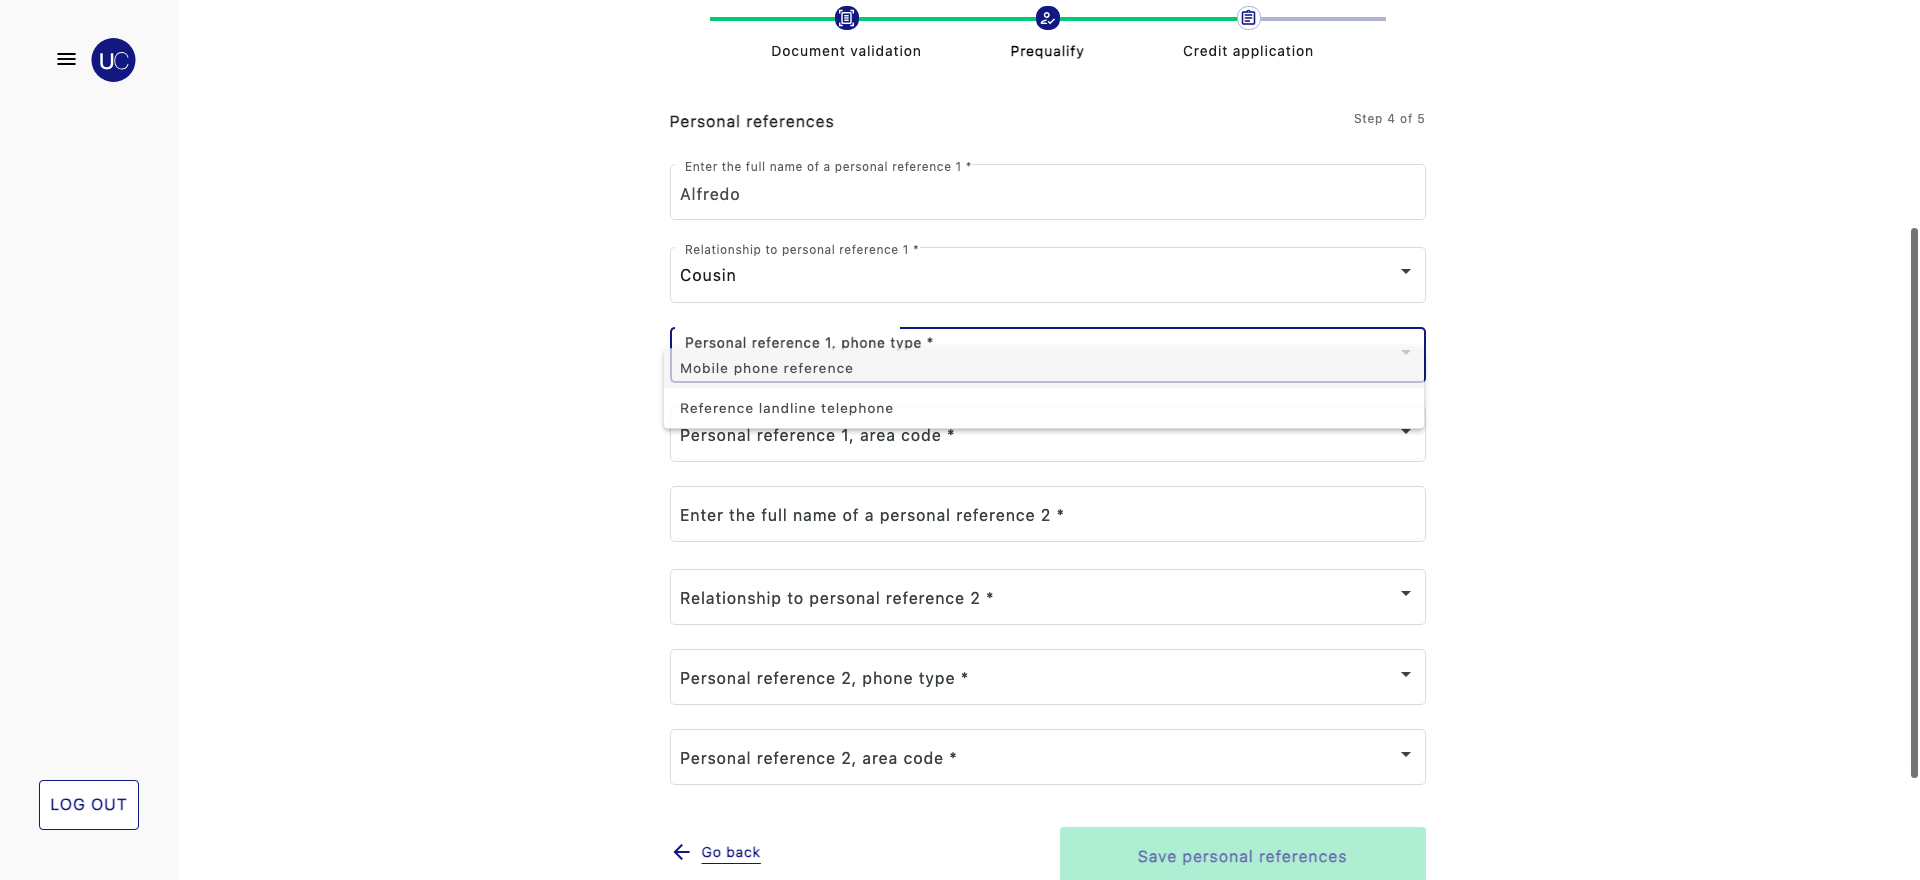 UC
Document validation
Prequalify
Credit application
Personal references
Step 4 of 5
Enter the full name of a personal reference 1 *
Alfredo
Relationship to personal reference 1 *
Cousin
Personal reference 1, phone type *
Mobile phone reference
Reference landline telephone
Personal reference 1, area code *
Enter the full name of a personal reference 2 *
Relationship to personal reference 2 *
Personal reference 2, phone type *
Personal reference 2, area code *
LOG OUT
Go back
Save personal references